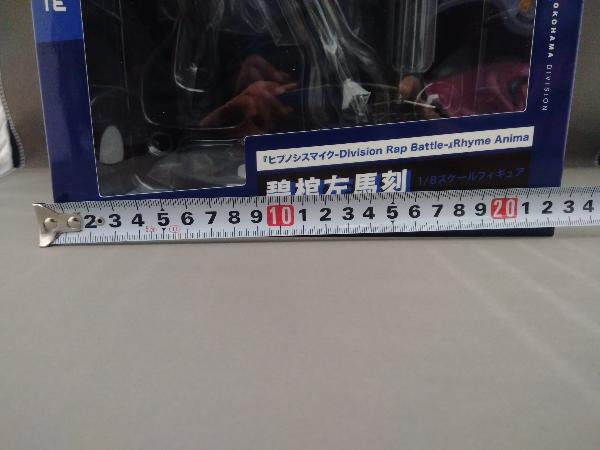 YOKOHAMA DIVISION
『ヒプノシスマイク-Division Rap Battle-』Rhyme Anima
碧棺左馬刻 1/8スケールフィギュア
2 3 4 5 6 7 8 9 10 1 2 3 4 5 6 7 8 9 20 1 2 3 4